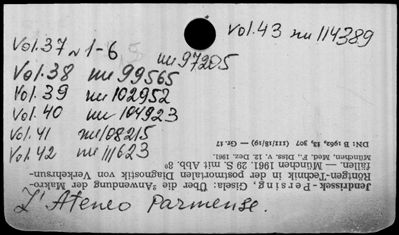 Vol. 37 N 1-6 nu 97205
Vol. 43 nu 114389
Vol. 38 nu 99565
Vol. 39 nu 102952
Vol. 40 nu 104923
Vol. 41 nu 108215
Vol. 42 nu 111623
L'Ateneo Parmense.
Jendrissek-Persing, Gisela: Über die Anwendung der Makro-
Röntgen-Technik in der postmortalen Diagnostik von Verkehrsun-
fällen. — München 1961. 29 S. mit Abb. 8°
München, Med. F., Diss. v. 12. Dez. 1961.
DN: B 1962, 13, 307 (III/18/19) — Gr. 17